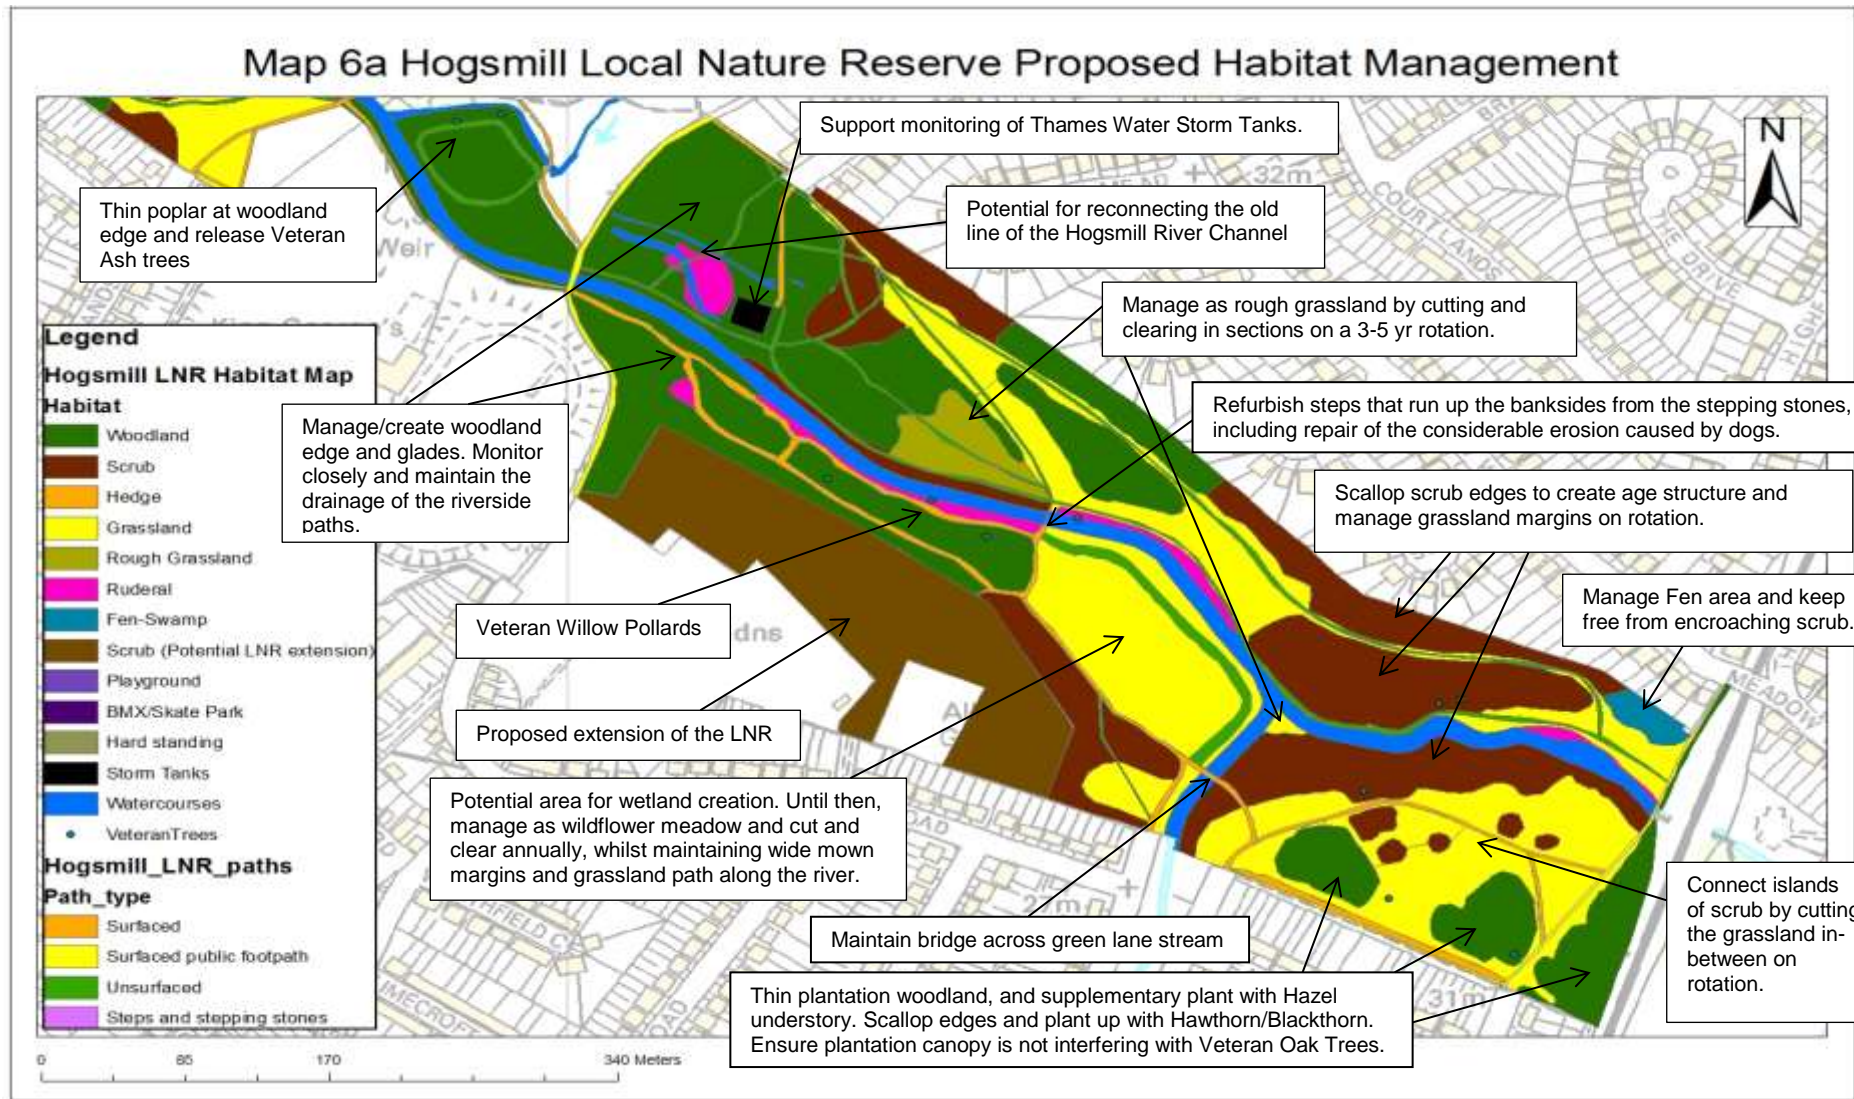 Map 6a Hogsmill Local Nature Reserve Proposed Habitat Management
Support monitoring of Thames Water Storm Tanks.
N
Thin poplar at woodland
edge and release Veteran
Ash trees
Potential for reconnecting the old
line of the Hogsmill River Channel
MEAD
32m
COURTLANDS
THE DRIVE
Weir
Manage as rough grassland by cutting and
clearing in sections on a 3-5 yr rotation.
Legend
Hogsmill LNR Habitat Map
Habitat
Woodland
Scrub
Hedge
Grassland
Rough Grassland
Ruderal
Fen-Swamp
Scrub (Potential LNR extension)
Playground
BMX/Skate Park
Hard standing
Storm Tanks
Watercourses
VeteranTrees
Hogsmill_LNR_paths
Path_type
Surfaced
Surfaced public footpath
Unsurfaced
Steps and stepping stones
Manage/create woodland
edge and glades. Monitor
closely and maintain the
drainage of the riverside
paths.
Refurbish steps that run up the banksides from the stepping stones,
including repair of the considerable erosion caused by dogs.
Scallop scrub edges to create age structure and
manage grassland margins on rotation.
Manage Fen area and keep
free from encroaching scrub.
Veteran Willow Pollards
dns
MEADOW
Proposed extension of the LNR
Potential area for wetland creation. Until then,
manage as wildflower meadow and cut and
clear annually, whilst maintaining wide mown
margins and grassland path along the river.
27m
Maintain bridge across green lane stream
Connect islands
of scrub by cutting
the grassland in-
between on
rotation.
31m
Thin plantation woodland, and supplementary plant with Hazel
understory. Scallop edges and plant up with Hawthorn/Blackthorn.
Ensure plantation canopy is not interfering with Veteran Oak Trees.
0 85 170 340 Meters